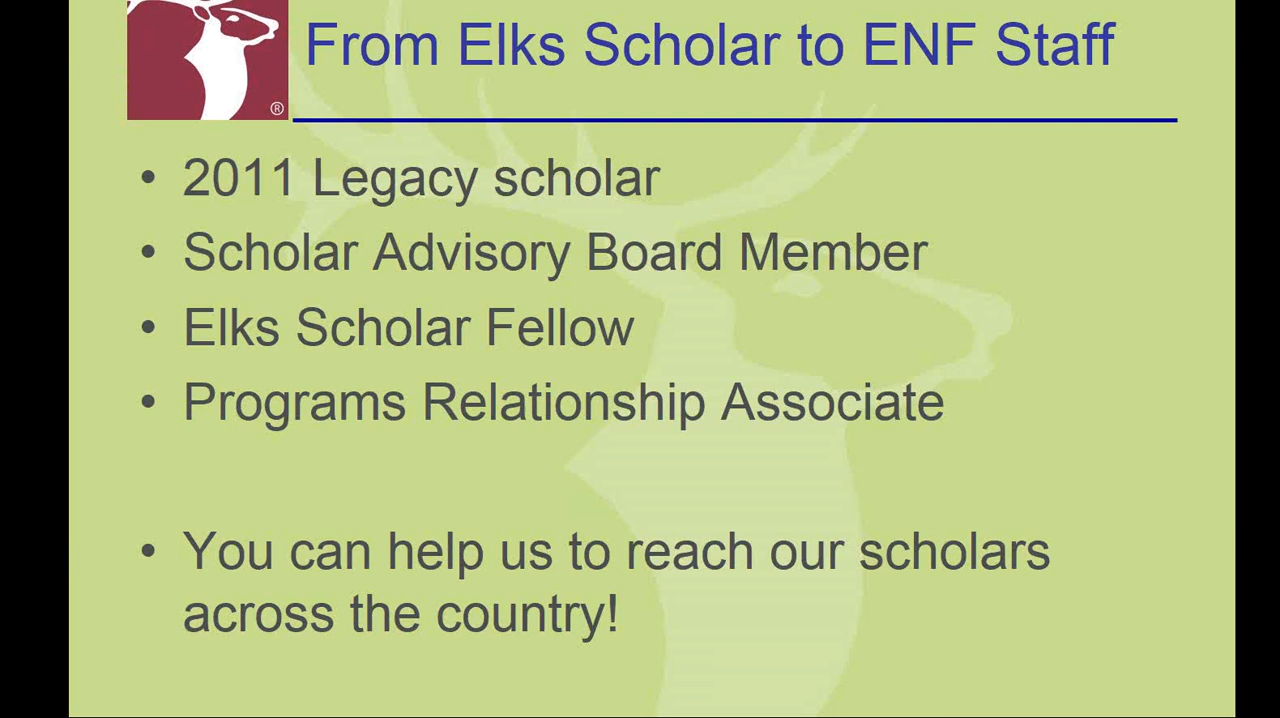 From Elks Scholar to ENF Staff
®
• 2011 Legacy scholar
• Scholar Advisory Board Member
• Elks Scholar Fellow
• Programs Relationship Associate
• You can help us to reach our scholars
across the country!